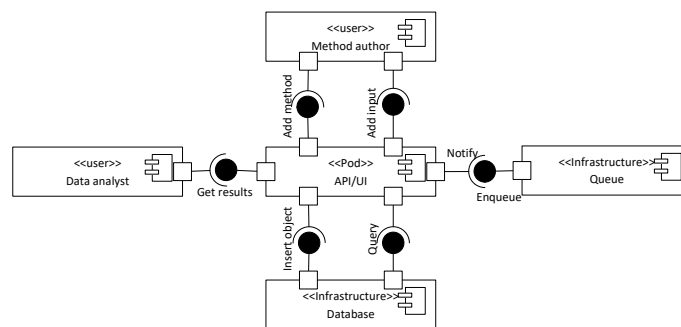 <<user>>
Method author
Add method
Add input
<<user>>
Data analyst
Get results
<<Pod>>
API/UI
Notify
Enqueue
<<Infrastructure>>
Queue
Insert object
Query
<<Infrastructure>>
Database